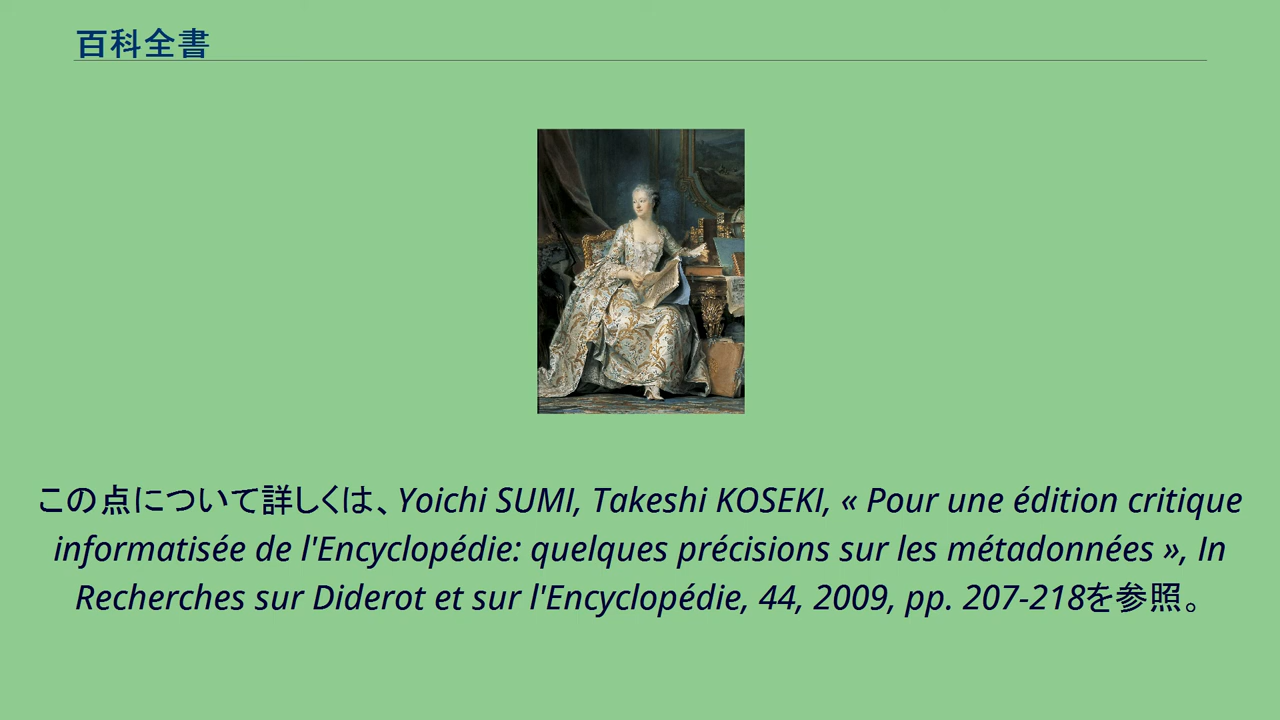 百科全書
この点について詳しくは、Yoichi SUMI, Takeshi KOSEKI, « Pour une édition critique
informatisée de l'Encyclopédie: quelques précisions sur les métadonnées », In
Recherches sur Diderot et sur l'Encyclopédie, 44, 2009, pp. 207-218を参照。